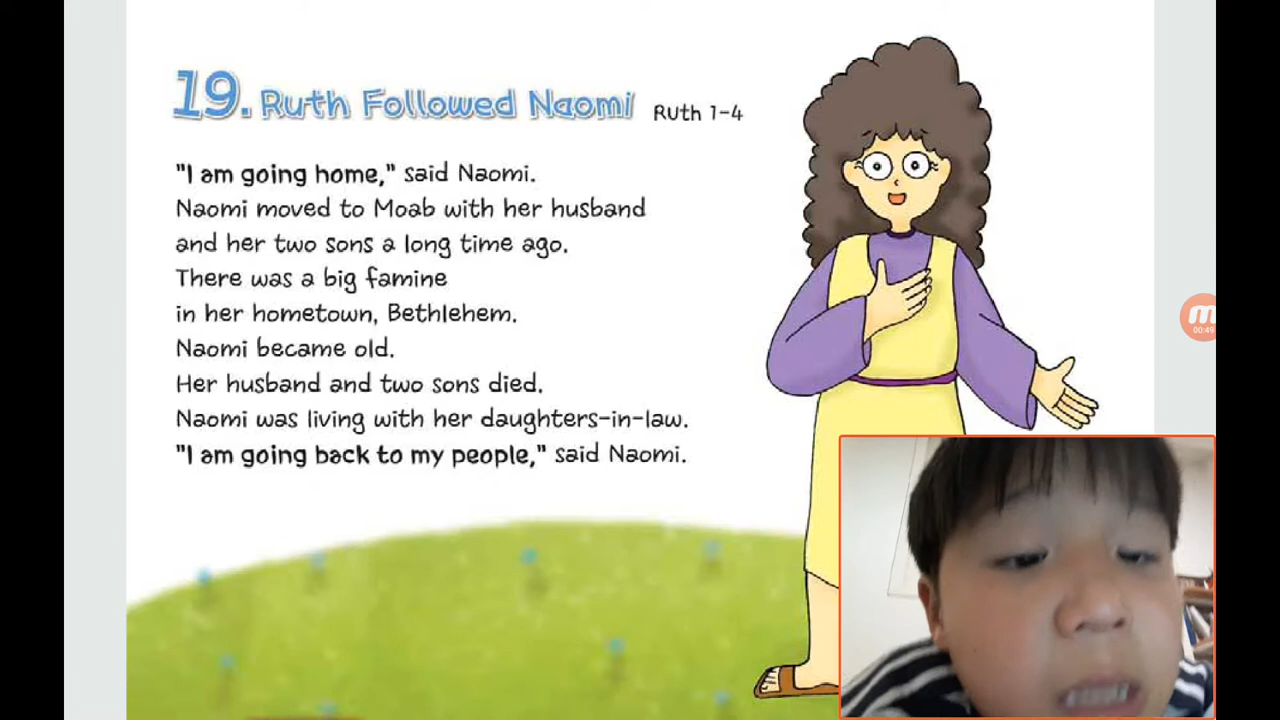 19. Ruth Followed Naomi Ruth 1-4
"I am going home," said Naomi.
Naomi moved to Moab with her husband
and her two sons a long time ago.
There was a big famine
in her hometown, Bethlehem.
Naomi became old.
Her husband and two sons died.
Naomi was living with her daughters-in-law.
"I am going back to my people," said Naomi.
00:49